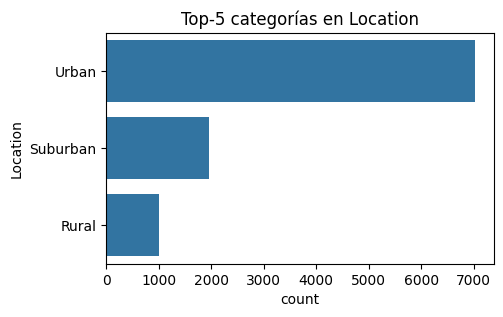 Top-5 categorías en Location
Location
Urban
Suburban
Rural
0 1000 2000 3000 4000 5000 6000 7000
count